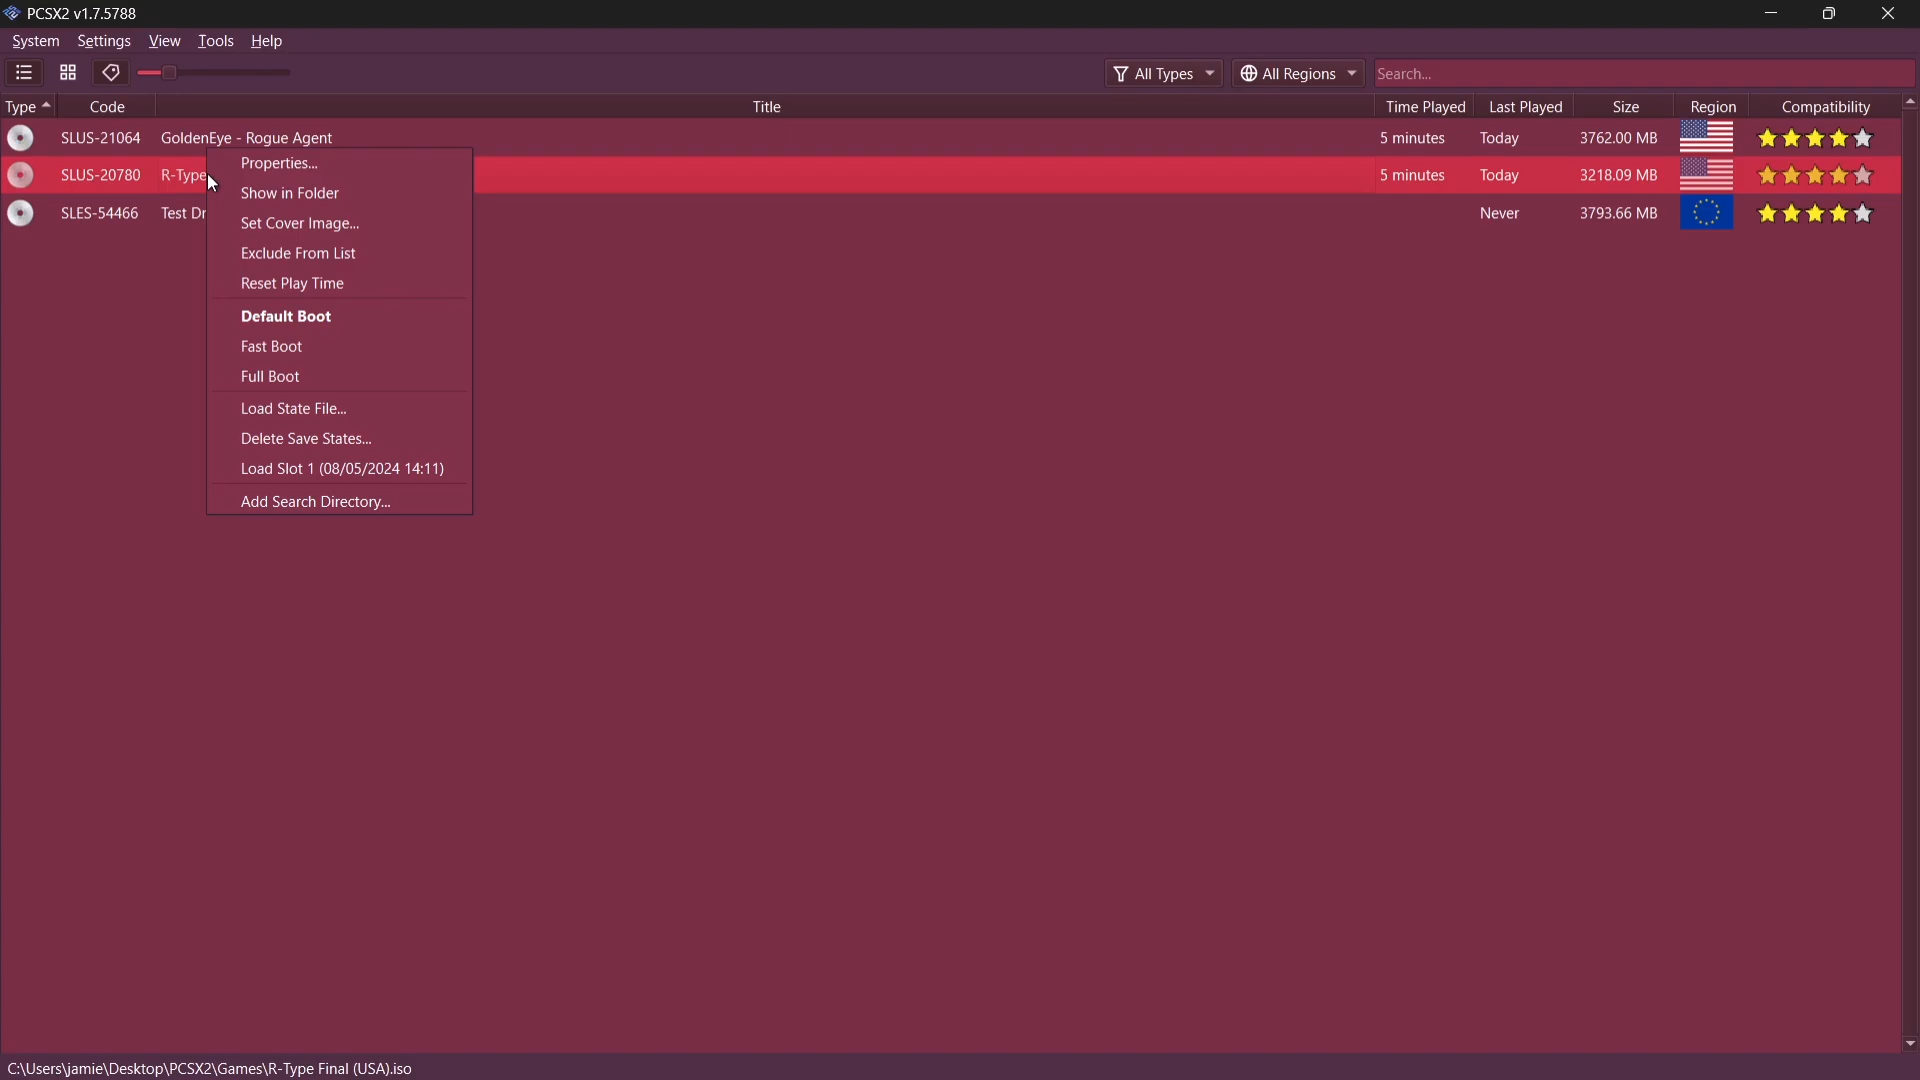 PCSX2 v1.7.5788
System Settings View Tools Help
All Types All Regions Search...
Type Code Title Time Played Last Played Size Region Compatibility
SLUS-21064 GoldenEye - Rogue Agent 5 minutes Today 3762.00 MB
SLUS-20780 R-Type 5 minutes Today 3218.09 MB
SLES-54466 Test Dr Never 3793.66 MB
Properties...
Show in Folder
Set Cover Image...
Exclude From List
Reset Play Time
Default Boot
Fast Boot
Full Boot
Load State File...
Delete Save States...
Load Slot 1 (08/05/2024 14:11)
Add Search Directory...
C:\Users\jamie\Desktop\PCSX2\Games\R-Type Final (USA).iso